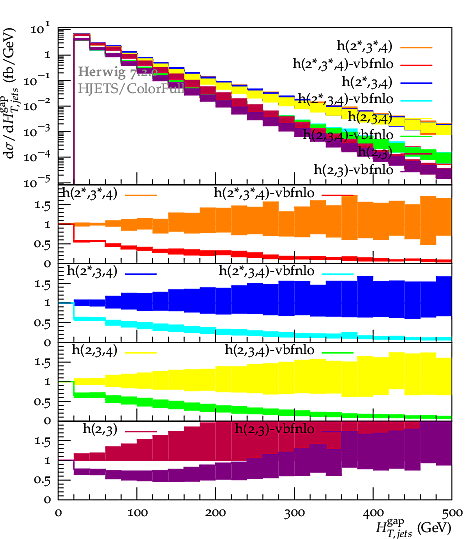 dσ/dH^gap_T,jets (fb/GeV)
10^1
1
10^−1
10^−2
10^−3
10^−4
10^−5
Herwig
HJETS/ColorFull
h(2*,3*,4)
h(2*,3*,4)-vbfnlo
h(2*,3,4)
h(2*,3,4)-vbfnlo
h(2,3,4)
h(2,3,4)-vbfnlo
h(2,3)
h(2,3)-vbfnlo
h(2*,3*,4) h(2*,3*,4)-vbfnlo
1.5
1
0.5
0
h(2*,3,4) h(2*,3,4)-vbfnlo
1.5
1
0.5
0
h(2,3,4) h(2,3,4)-vbfnlo
1.5
1
0.5
0
h(2,3) h(2,3)-vbfnlo
1.5
1
0.5
0
0 100 200 300 400 500
H^gap_T,jets (GeV)